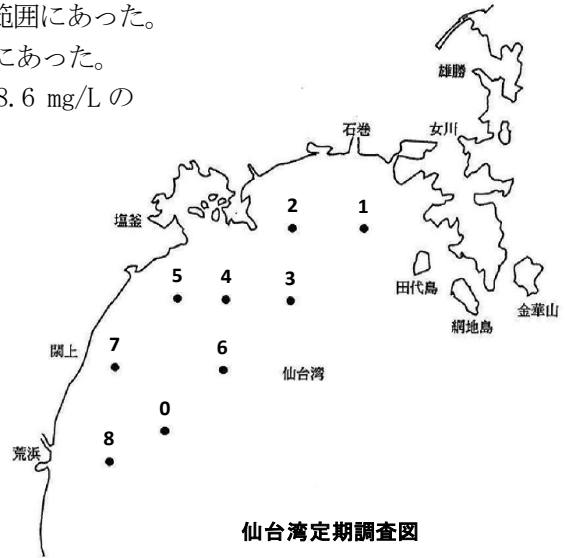 範囲にあった。
にあった。
8.6 mg/L の
雄勝
石巻
女川
塩釜
2
1
田代島
金華山
網地島
5
4
3
閖上
7
6
仙台湾
0
荒浜
8
仙台湾定期調査図